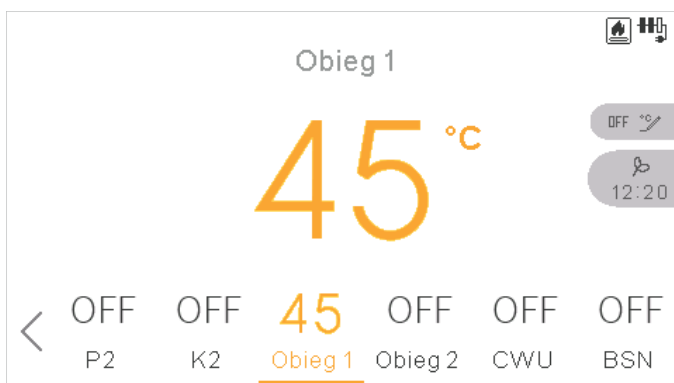 Obieg 1
45 °C
OFF °C
12:20
OFF OFF 45 OFF OFF OFF
P2 K2 Obieg 1 Obieg 2 CWU BSN